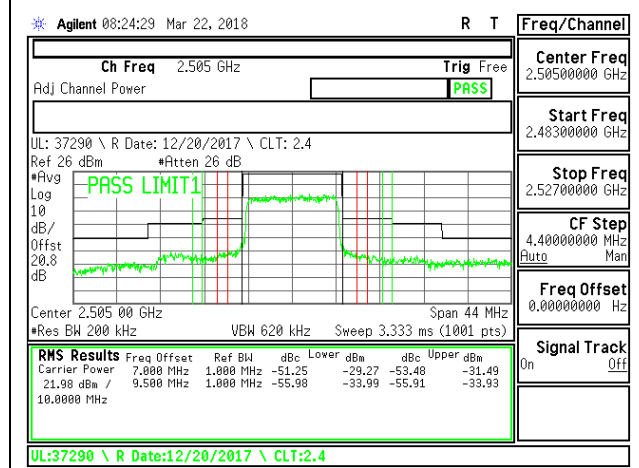 Agilent 08:24:29 Mar 22, 2018 R T
Freq/Channel
Ch Freq 2.505 GHz Trig Free
Adj Channel Power PASS
UL: 37290 \ R Date: 12/20/2017 \ CLT: 2.4
Ref 26 dBm #Atten 26 dB
#Avg
Log
10
dB/
Offst
20.8
dB
PASS LIMIT1
Center 2.505 00 GHz Span 44 MHz
#Res BW 200 kHz VBW 620 kHz Sweep 3.333 ms (1001 pts)
RMS Results Freq Offset Ref BW dBc Lower dBm dBc Upper dBm
Carrier Power 7.000 MHz 1.000 MHz -51.25 -29.27 -53.48 -31.49
21.98 dBm / 9.500 MHz 1.000 MHz -55.98 -33.99 -55.91 -33.93
10.0000 MHz
UL:37290 \ R Date:12/20/2017 \ CLT:2.4
Center Freq
2.50500000 GHz
Start Freq
2.48300000 GHz
Stop Freq
2.52700000 GHz
CF Step
4.40000000 MHz
Auto Man
Freq Offset
0.00000000 Hz
Signal Track
On Off